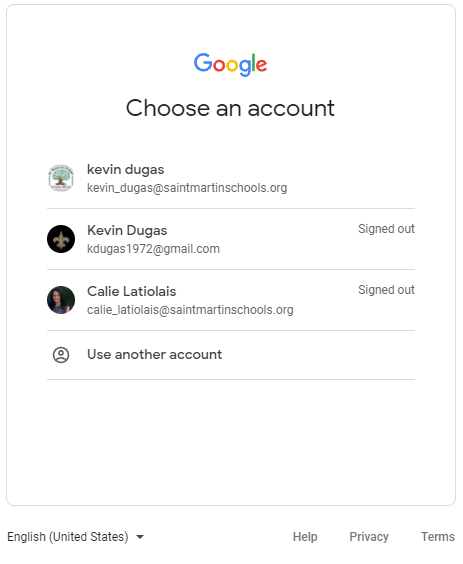 Google
Choose an account
kevin dugas
kevin_dugas@saintmartinschools.org
Kevin Dugas Signed out
kdugas1972@gmail.com
Calie Latiolais Signed out
calie_latiolais@saintmartinschools.org
Use another account
English (United States) Help Privacy Terms